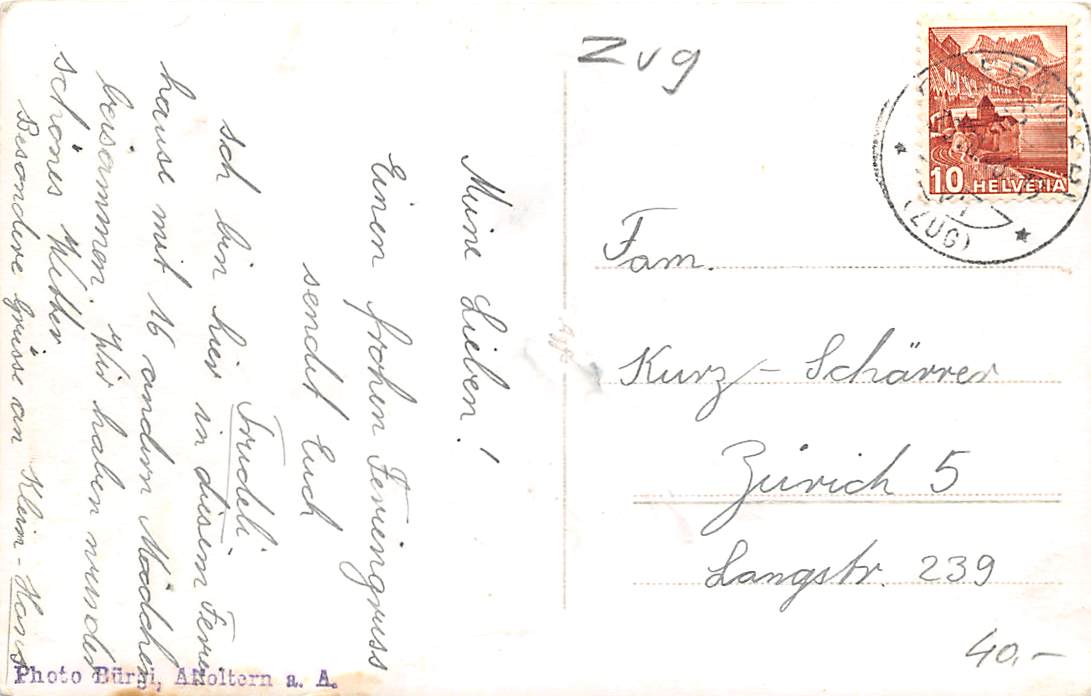 Zug
10 HELVETIA
(ZUG)
Meine Lieben!
Einen frohen Feriengruss
sendet Euch
Trudeli.
Ich bin hier in diesem Ferien
hause mit 16 andern Mädchen
beisammen. Wir haben
schönes Wetter
Besondere Grüsse an Klein-Hans
Fam.
Kurz-Schärrer
Zürich 5
Langstr. 239
40.-
Photo Bürgi, Affoltern a. A.